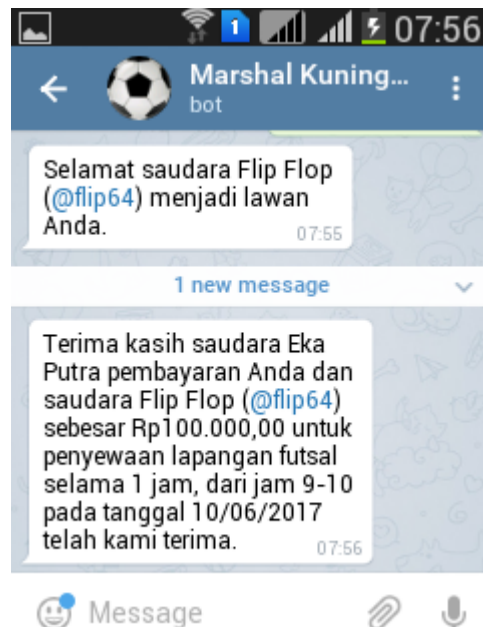 1 07:56
Marshal Kuning...
bot
Selamat saudara Flip Flop
(@flip64) menjadi lawan
Anda.
07:55
1 new message
Terima kasih saudara Eka
Putra pembayaran Anda dan
saudara Flip Flop (@flip64)
sebesar Rp100.000,00 untuk
penyewaan lapangan futsal
selama 1 jam, dari jam 9-10
pada tanggal 10/06/2017
telah kami terima.
07:56
Message